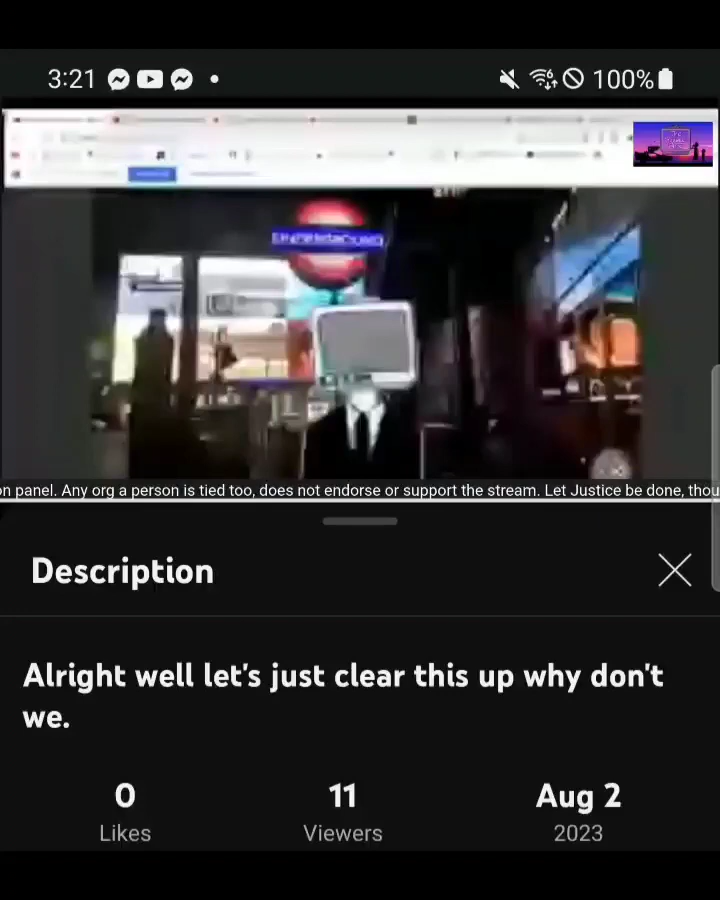 3:21
100%
on panel. Any org a person is tied too, does not endorse or support the stream. Let Justice be done, thou
Description
Alright well let's just clear this up why don't
we.
0 11 Aug 2
Likes Viewers 2023